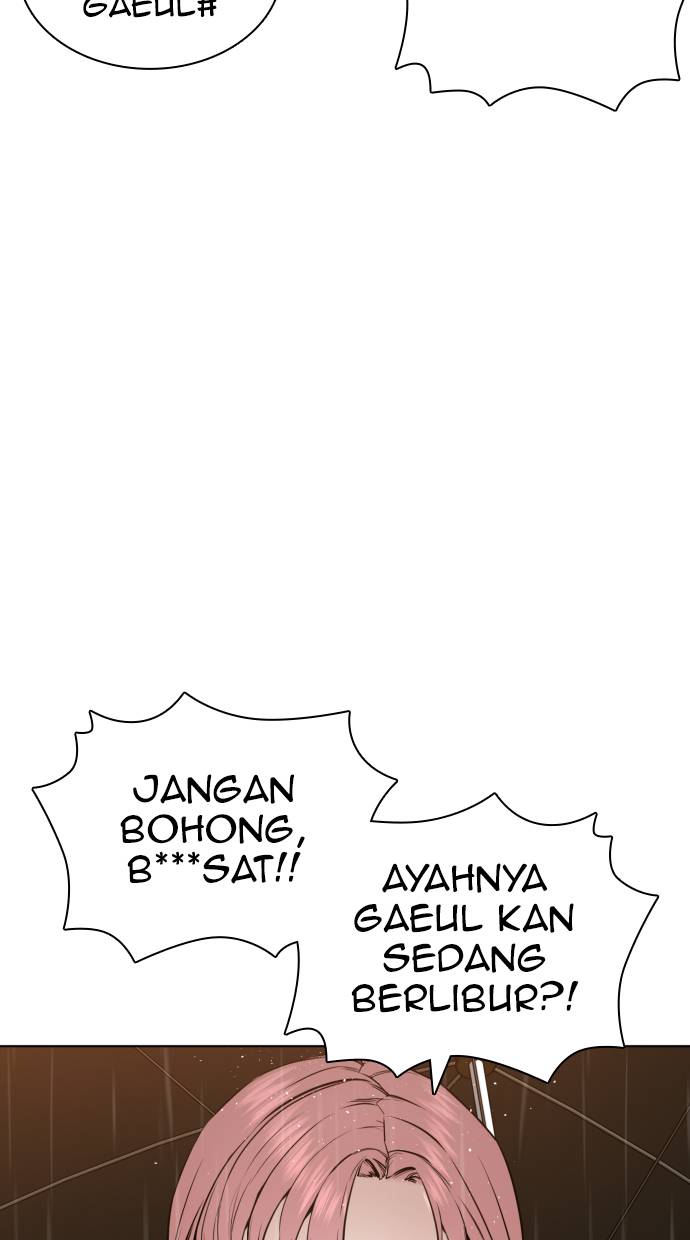 GAEUL#
JANGAN
BOHONG,
B***SAT!!
AYAHNYA
GAEUL KAN
SEDANG
BERLIBUR?!